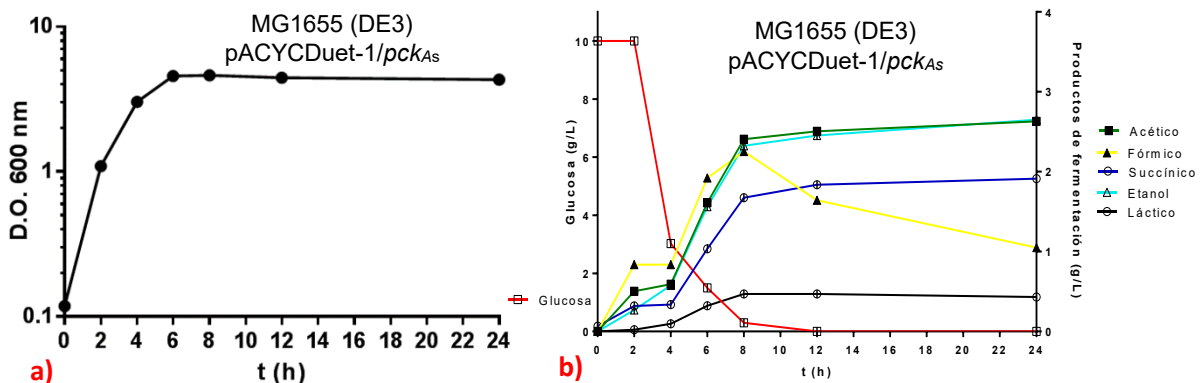 MG1655 (DE3)
pACYCDuet-1/pckAs
D.O. 600 nm
10
1
0.1
0 2 4 6 8 10 12 14 16 18 20 22 24
t (h)
a)
MG1655 (DE3)
pACYCDuet-1/pckAs
Glucosa (g/L)
10
8
6
4
2
0
Glucosa
0 2 4 6 8 10 12 14 16 18 20 22 24
t (h)
b)
4
3
2
1
0
Productos de fermentación (g/L)
Acético
Fórmico
Succínico
Etanol
Láctico